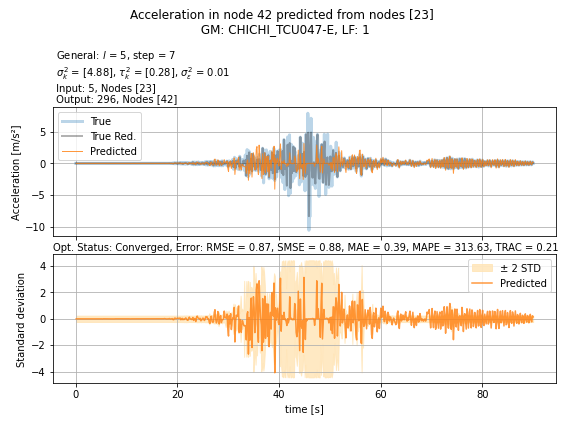 Acceleration in node 42 predicted from nodes [23]
GM: CHICHI_TCU047-E, LF: 1
General: l = 5, step = 7
σ²ₖ = [4.88], τ²ₖ = [0.28], σ²ε = 0.01
Input: 5, Nodes [23]
Output: 296, Nodes [42]
True
True Red.
Predicted
Acceleration [m/s²]
5
0
−5
−10
Opt. Status: Converged, Error: RMSE = 0.87, SMSE = 0.88, MAE = 0.39, MAPE = 313.63, TRAC = 0.21
± 2 STD
Predicted
Standard deviation
4
2
0
−2
−4
0 20 40 60 80
time [s]